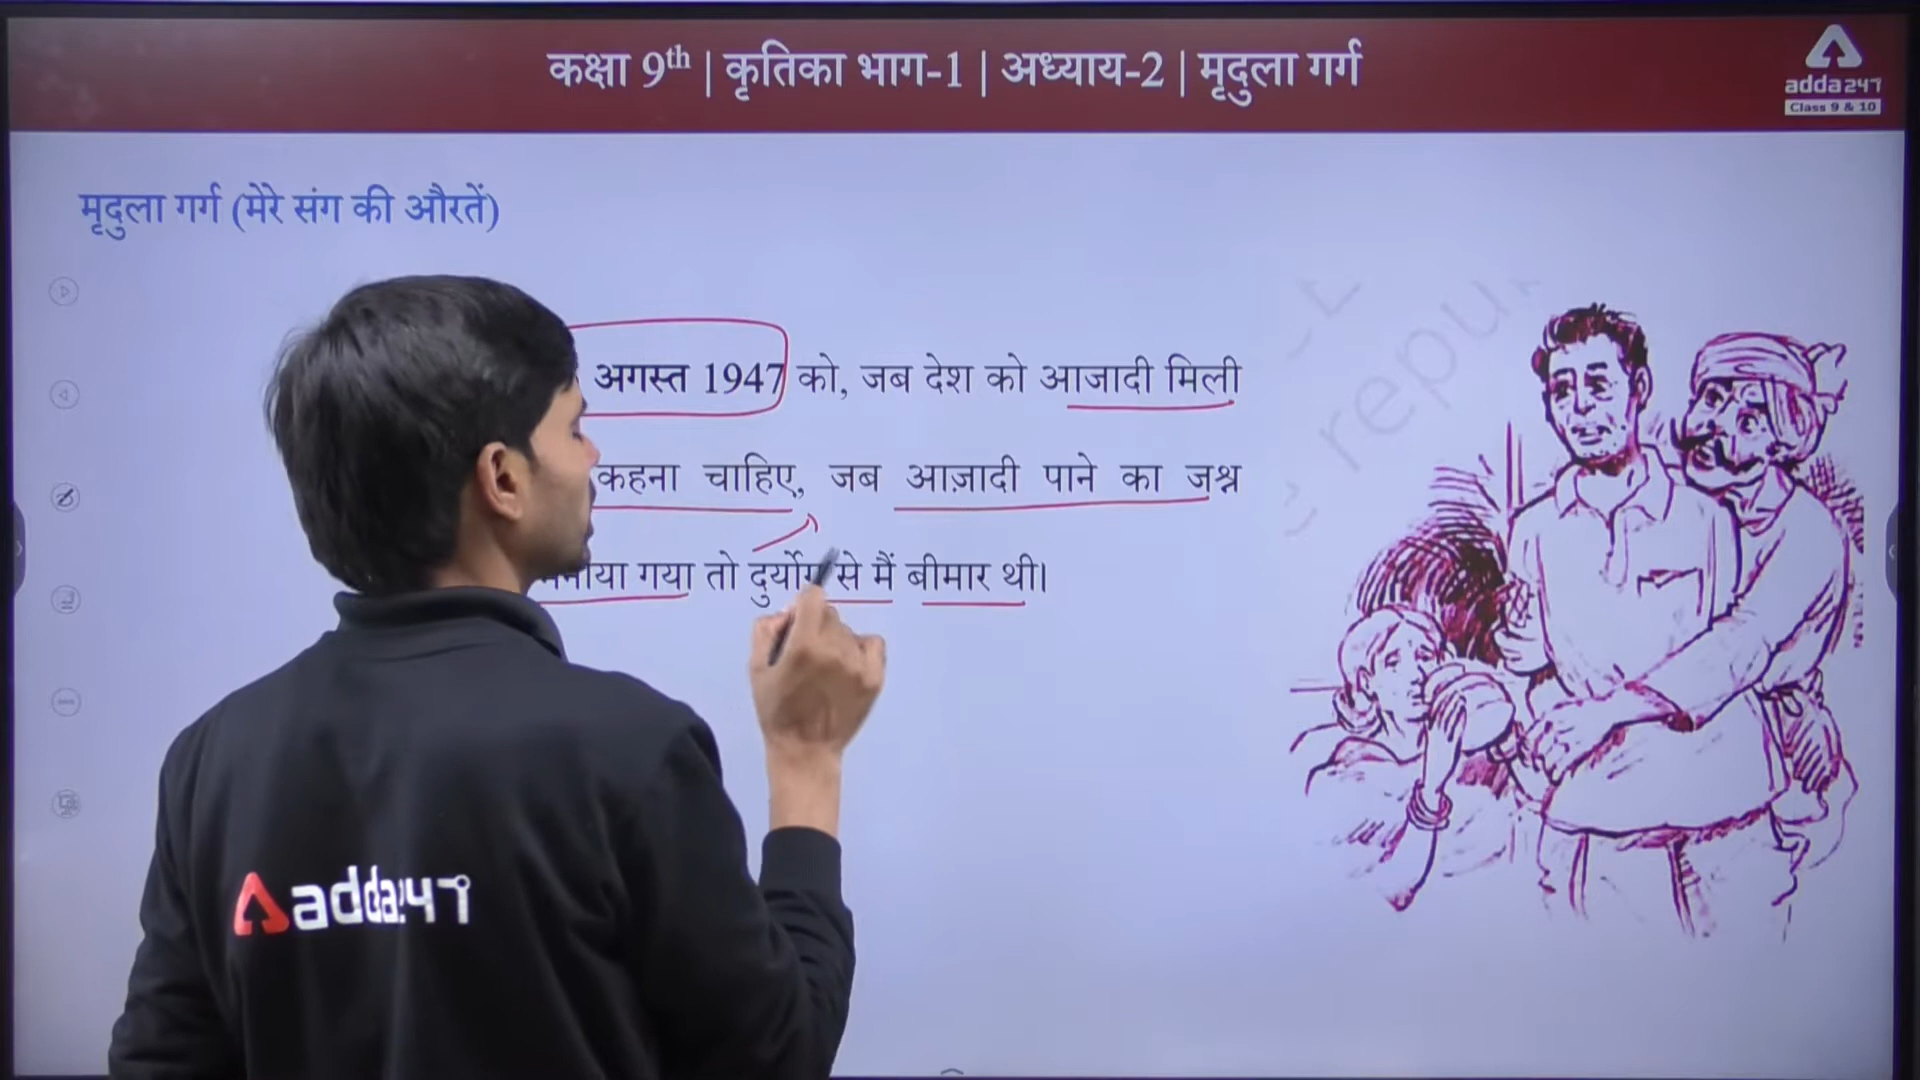 कक्षा 9th | कृतिका भाग-1 | अध्याय-2 | मृदुला गर्ग
adda247
Class 9 & 10
मृदुला गर्ग (मेरे संग की औरतें)
अगस्त 1947 को, जब देश को आजादी मिली
कहना चाहिए, जब आज़ादी पाने का जश्न
गया तो से मैं बीमार थी।
repu
adda247